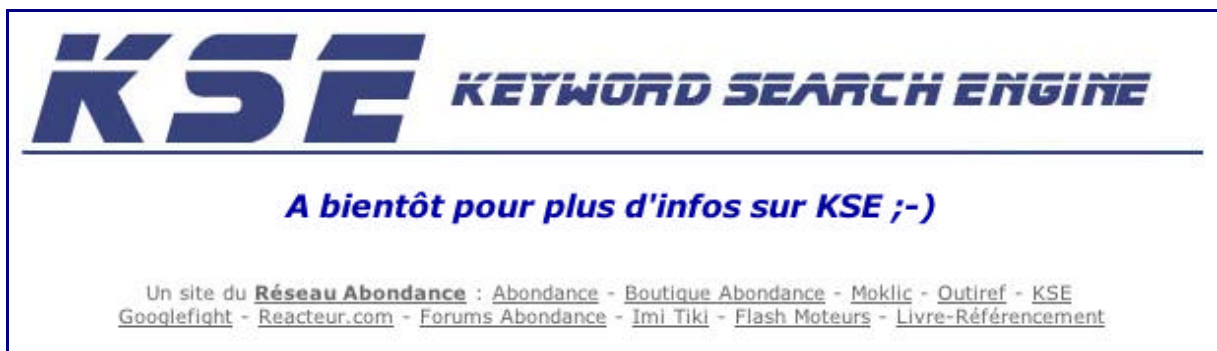 KSE KEYWORD SEARCH ENGINE
A bientôt pour plus d'infos sur KSE ;-)
Un site du Réseau Abondance : Abondance - Boutique Abondance - Moklic - Outiref - KSE
Googlefight - Reacteur.com - Forums Abondance - Imi Tiki - Flash Moteurs - Livre-Référencement